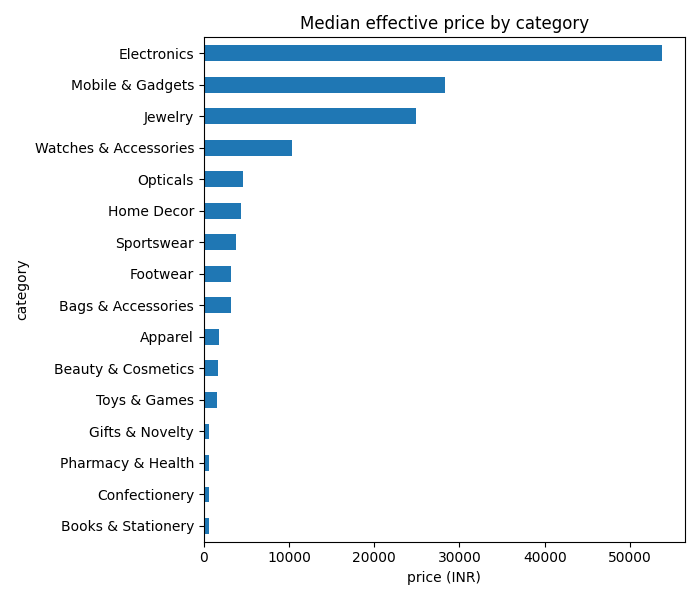 Median effective price by category
Electronics
Mobile & Gadgets
Jewelry
Watches & Accessories
Opticals
Home Decor
Sportswear
Footwear
Bags & Accessories
Apparel
Beauty & Cosmetics
Toys & Games
Gifts & Novelty
Pharmacy & Health
Confectionery
Books & Stationery
category
0 10000 20000 30000 40000 50000
price (INR)